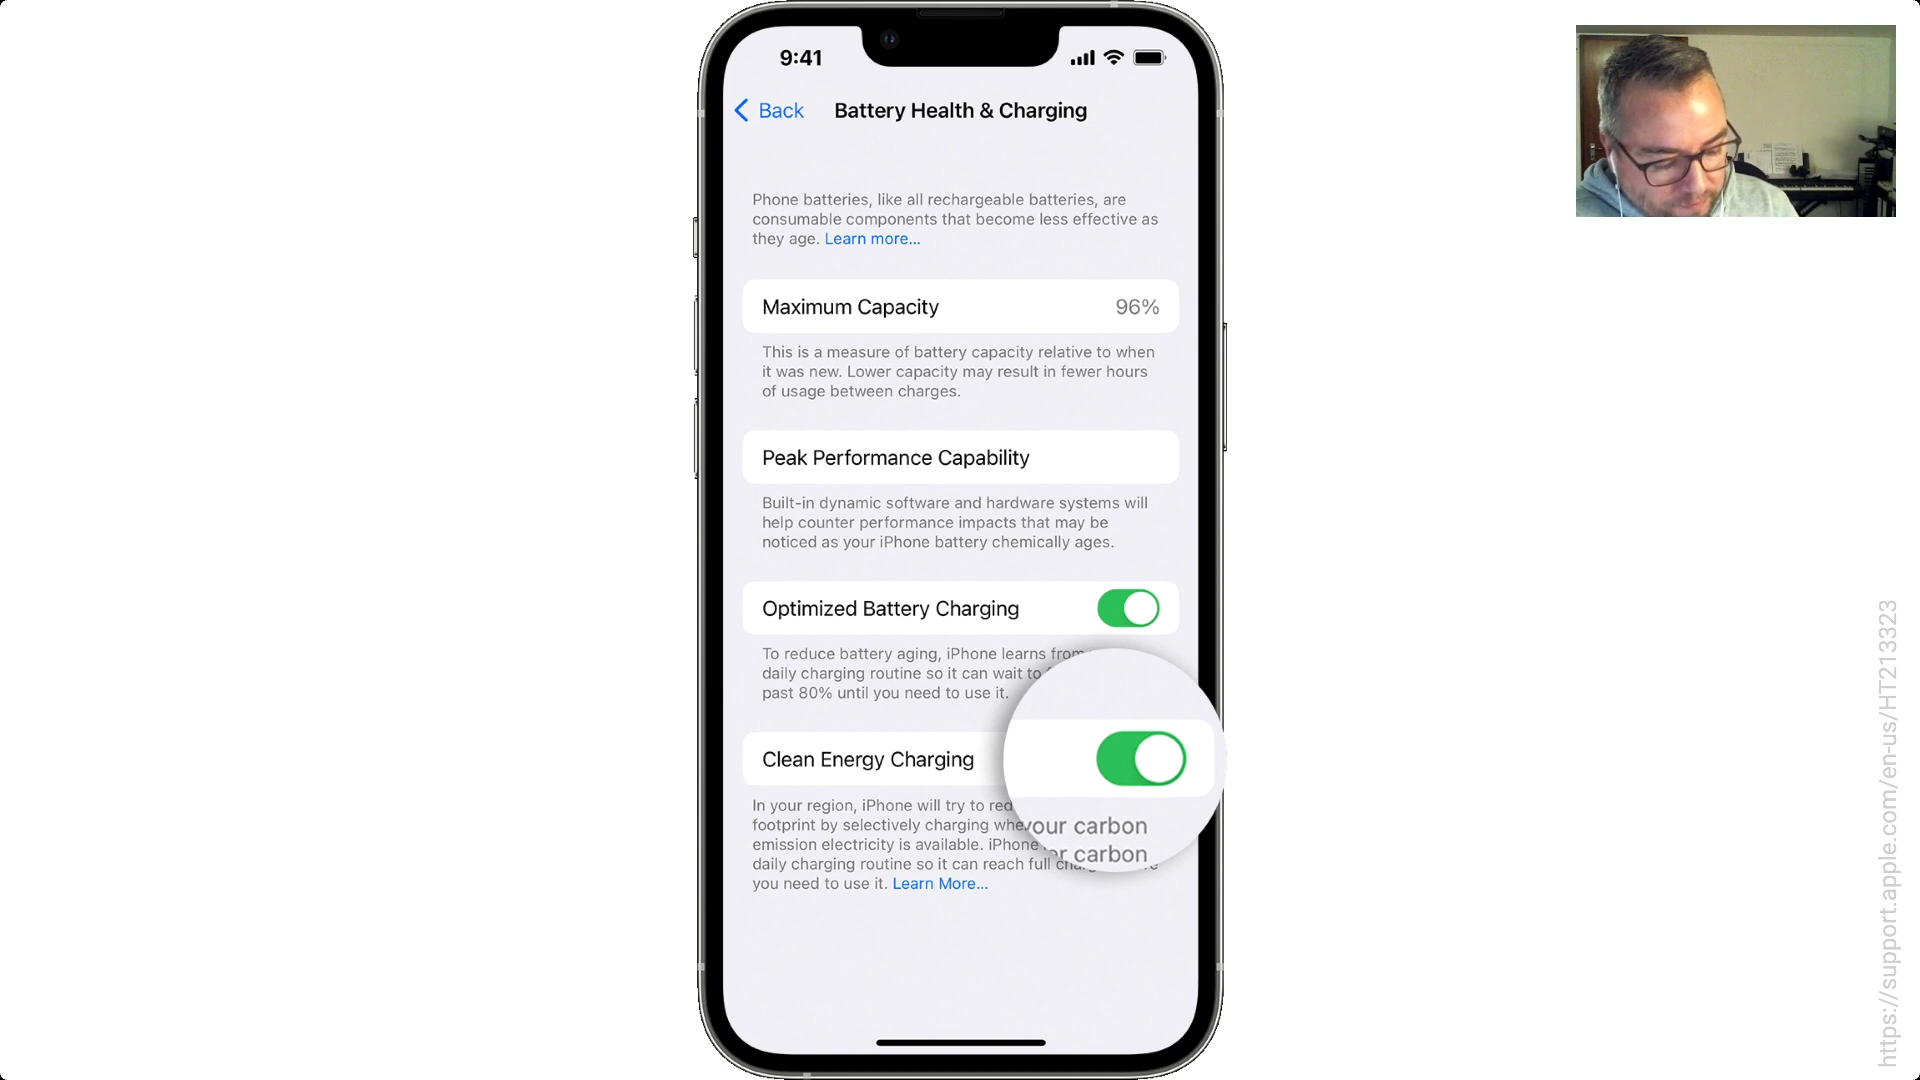 9:41
Back
Battery Health & Charging
Phone batteries, like all rechargeable batteries, are
consumable components that become less effective as
they age. Learn more...
Maximum Capacity 96%
This is a measure of battery capacity relative to when
it was new. Lower capacity may result in fewer hours
of usage between charges.
Peak Performance Capability
Built-in dynamic software and hardware systems will
help counter performance impacts that may be
noticed as your iPhone battery chemically ages.
Optimized Battery Charging
To reduce battery aging, iPhone learns from
daily charging routine so it can wait to
past 80% until you need to use it.
Clean Energy Charging
In your region, iPhone will try to
footprint by selectively charging
emission electricity is available. iPhone
daily charging routine so it can reach full
you need to use it. Learn More...
your carbon
carbon
https://support.apple.com/en-us/HT213323